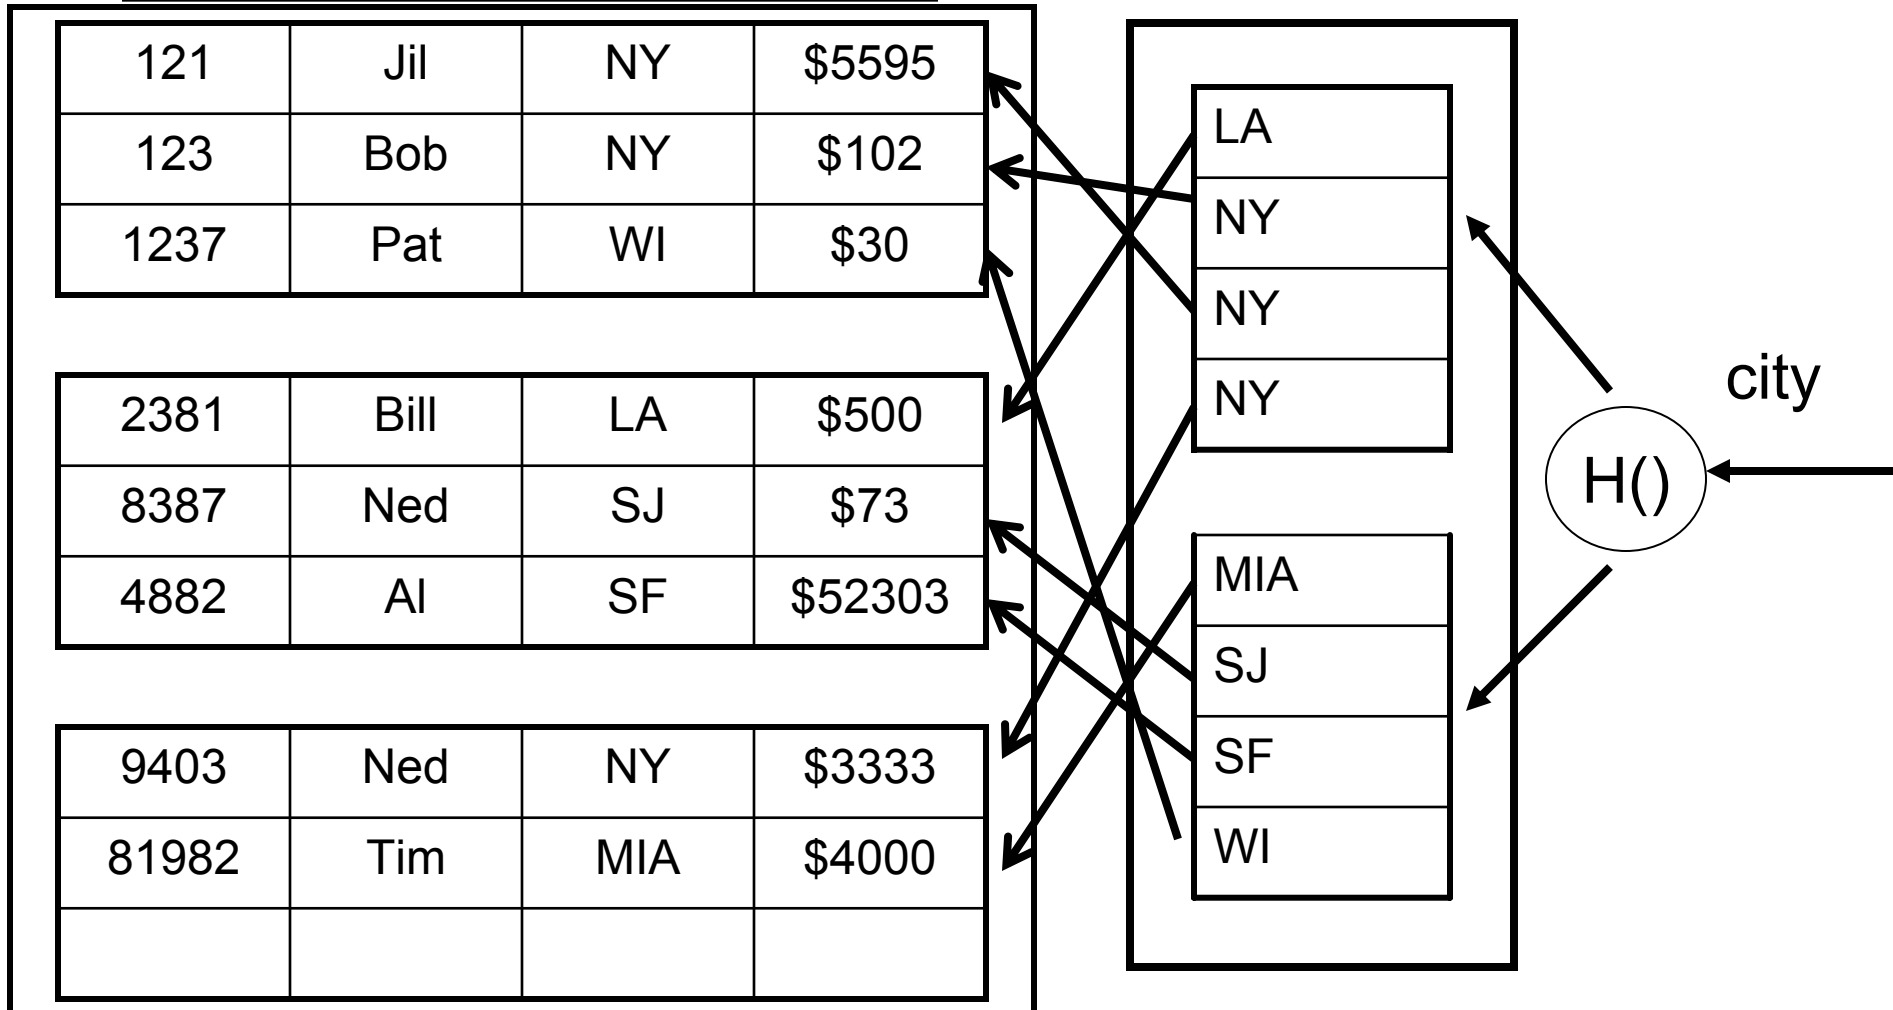 121 Jil NY $5595
123 Bob NY $102
1237 Pat WI $30
2381 Bill LA $500
8387 Ned SJ $73
4882 Al SF $52303
9403 Ned NY $3333
81982 Tim MIA $4000
LA
NY
NY
NY
MIA
SJ
SF
WI
city
H()